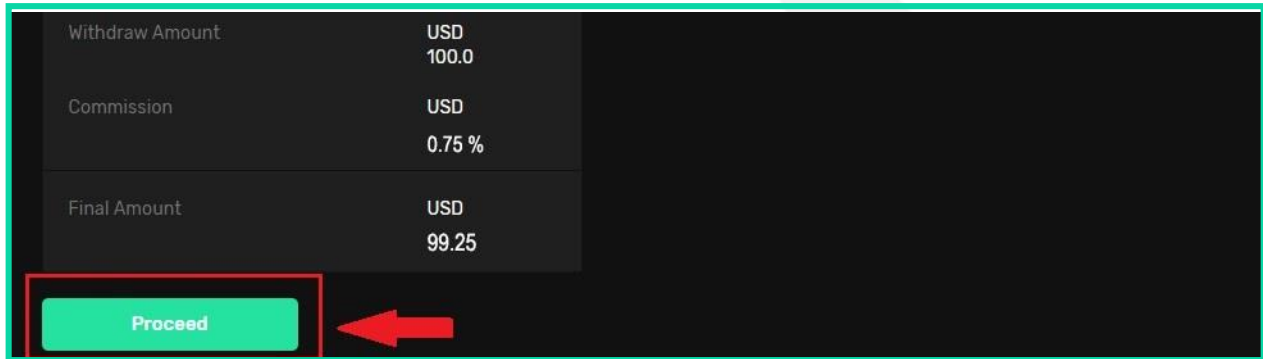 Withdraw Amount USD
100.0
Commission USD
0.75 %
Final Amount USD
99.25
Proceed